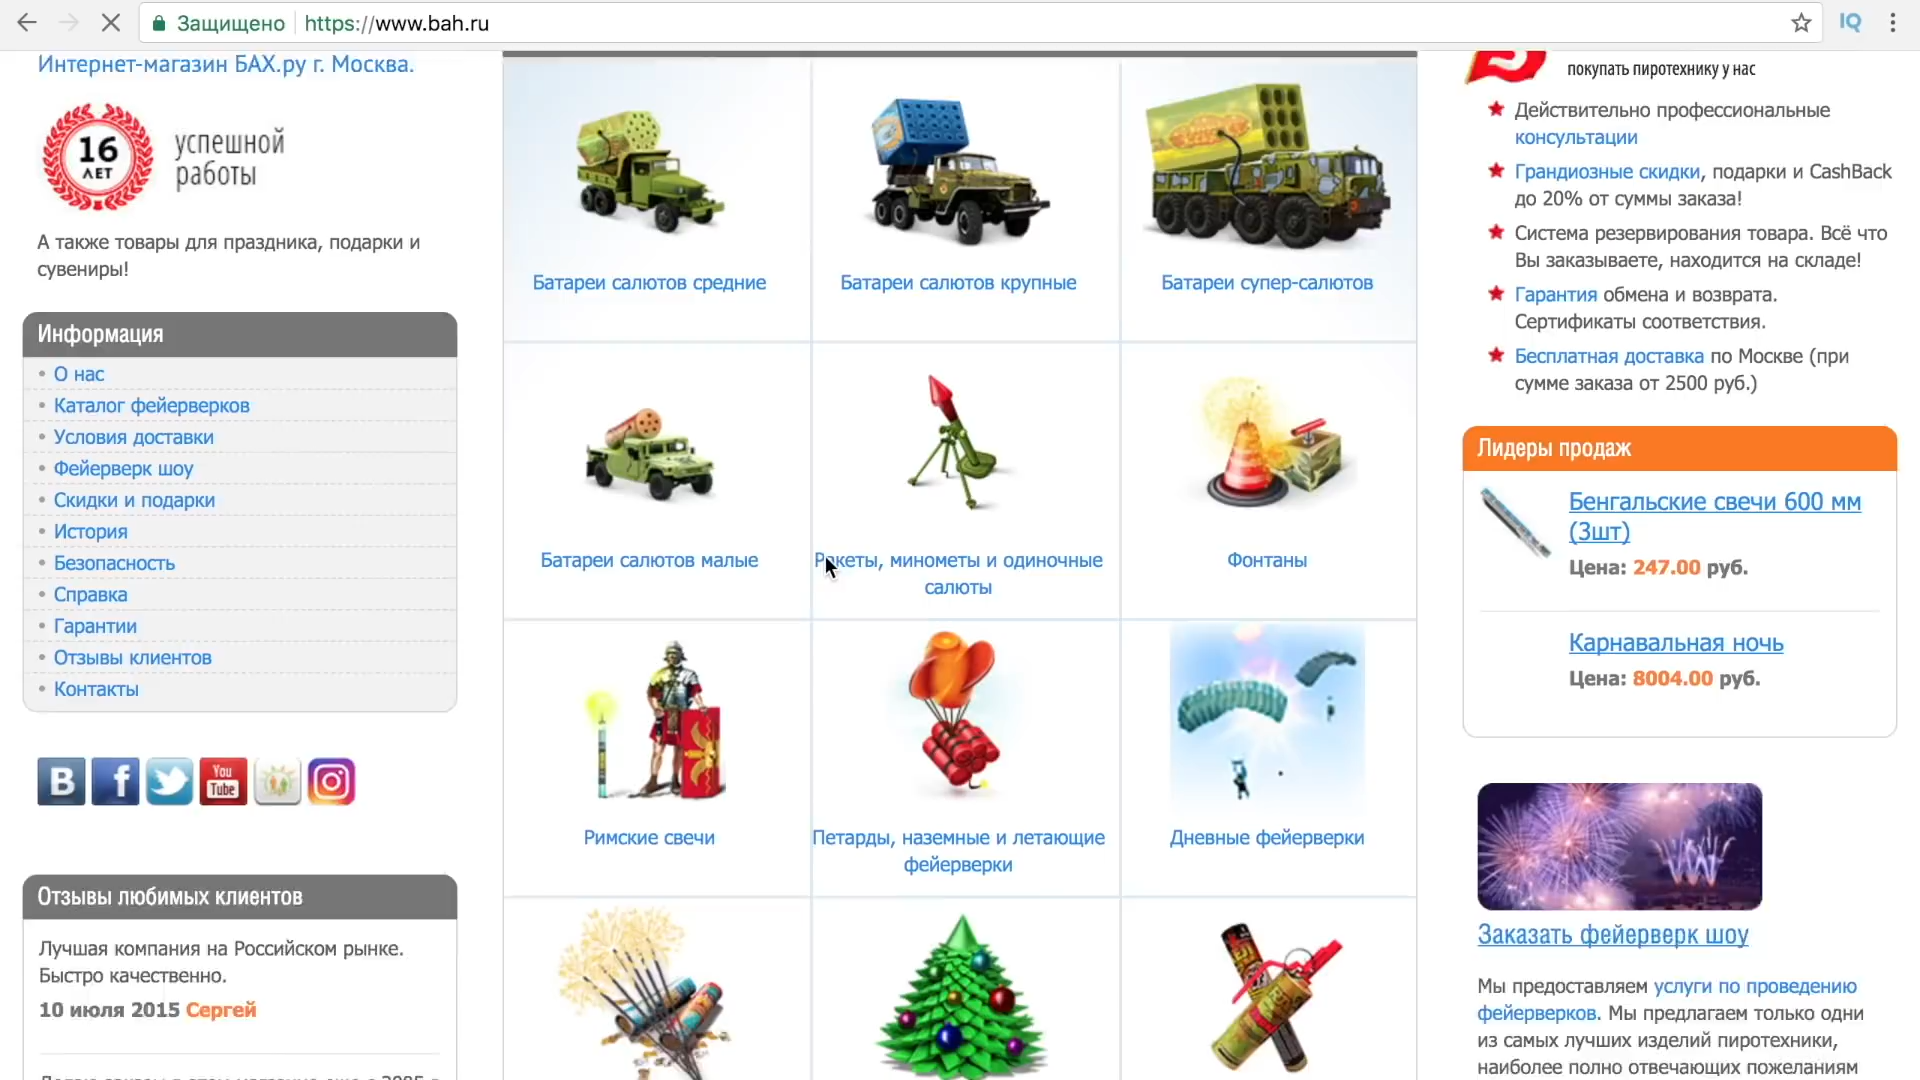 Защищено
https://www.bah.ru
IQ
Интернет-магазин БАХ.ру г. Москва.
16
ЛЕТ
успешной
работы
А также товары для праздника, подарки и
сувениры!
Информация
О нас
Каталог фейерверков
Условия доставки
Фейерверк шоу
Скидки и подарки
История
Безопасность
Справка
Гарантии
Отзывы клиентов
Контакты
You
Tube
Отзывы любимых клиентов
Лучшая компания на Российском рынке.
Быстро качественно.
10 июля 2015 Сергей
Батареи салютов средние
Батареи салютов крупные
Батареи супер-салютов
Батареи салютов малые
Ракеты, минометы и одиночные
салюты
Фонтаны
Римские свечи
Петарды, наземные и летающие
фейерверки
Дневные фейерверки
покупать пиротехнику у нас
Действительно профессиональные
консультации
Грандиозные скидки, подарки и CashBack
до 20% от суммы заказа!
Система резервирования товара. Всё что
Вы заказываете, находится на складе!
Гарантия обмена и возврата.
Сертификаты соответствия.
Бесплатная доставка по Москве (при
сумме заказа от 2500 руб.)
Лидеры продаж
Бенгальские свечи 600 мм
(3шт)
Цена: 247.00 руб.
Карнавальная ночь
Цена: 8004.00 руб.
Заказать фейерверк шоу
Мы предоставляем услуги по проведению
фейерверков. Мы предлагаем только одни
из самых лучших изделий пиротехники,
наиболее полно отвечающих пожеланиям